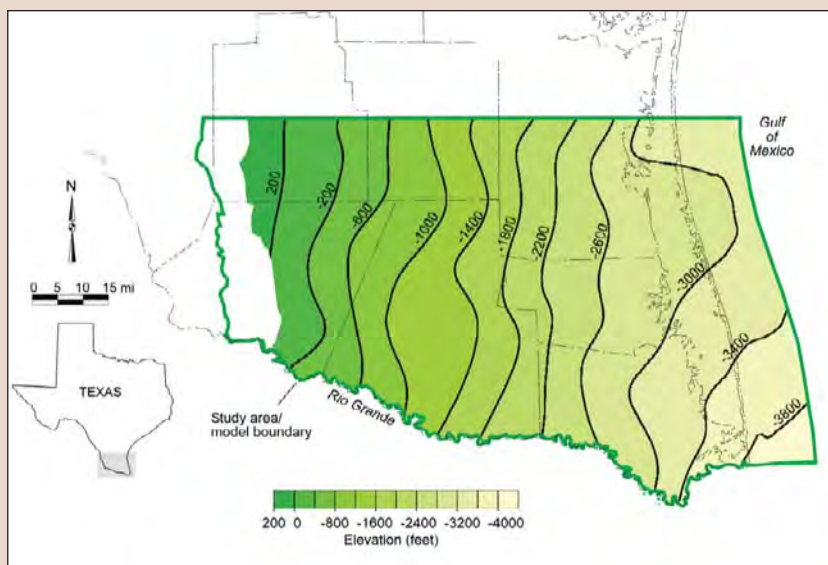 Gulf
of
Mexico
200
-200
-600
-1000
-1400
-1800
-2200
-2600
-3000
-3400
-3800
N
0 5 10 15 mi
TEXAS
Study area/
model boundary
Rio Grande
200 0 -800 -1600 -2400 -3200 -4000
Elevation (feet)